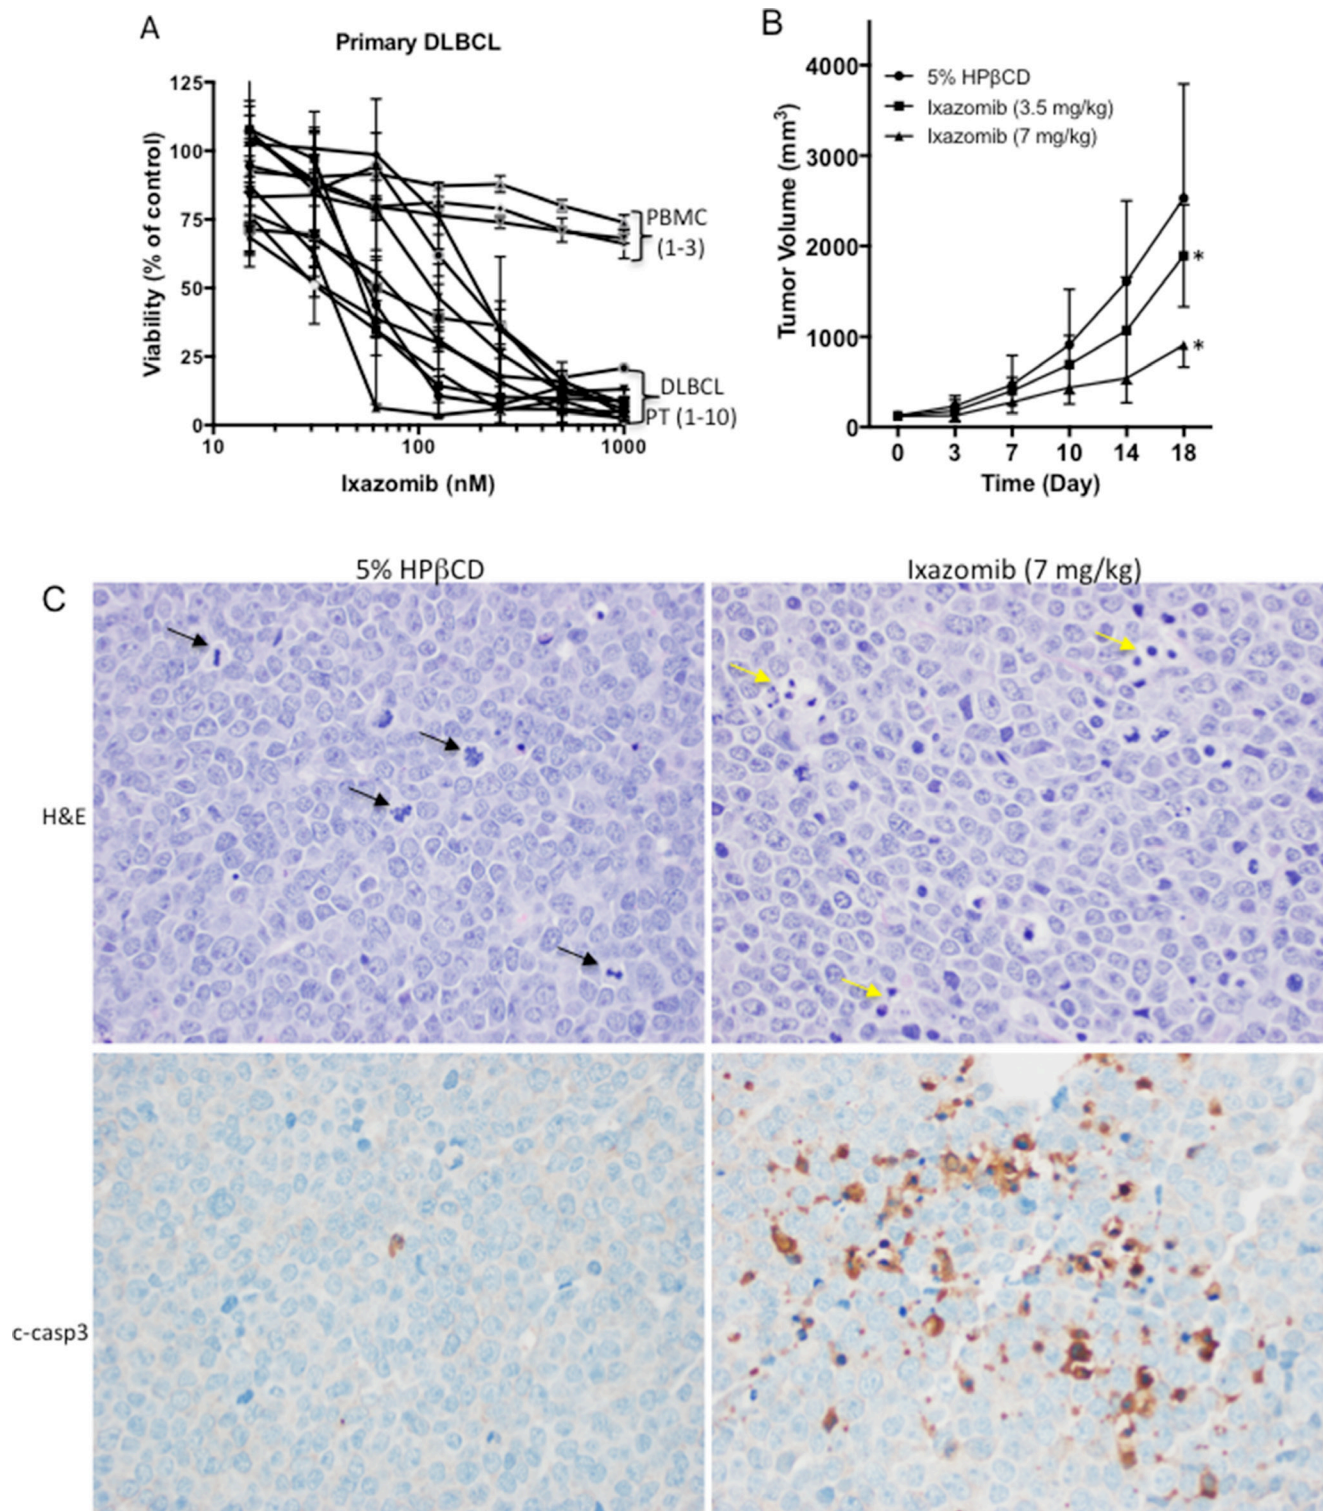 A
Primary DLBCL
125
100
75
50
25
0
Viability (% of control)
10
100
1000
Ixazomib (nM)
PBMC
(1-3)
DLBCL
PT (1-10)
B
4000
3000
2000
1000
0
Tumor Volume (mm³)
5% HPβCD
Ixazomib (3.5 mg/kg)
Ixazomib (7 mg/kg)
*
*
0
3
7
10
14
18
Time (Day)
C
5% HPβCD
Ixazomib (7 mg/kg)
H&E
c-casp3